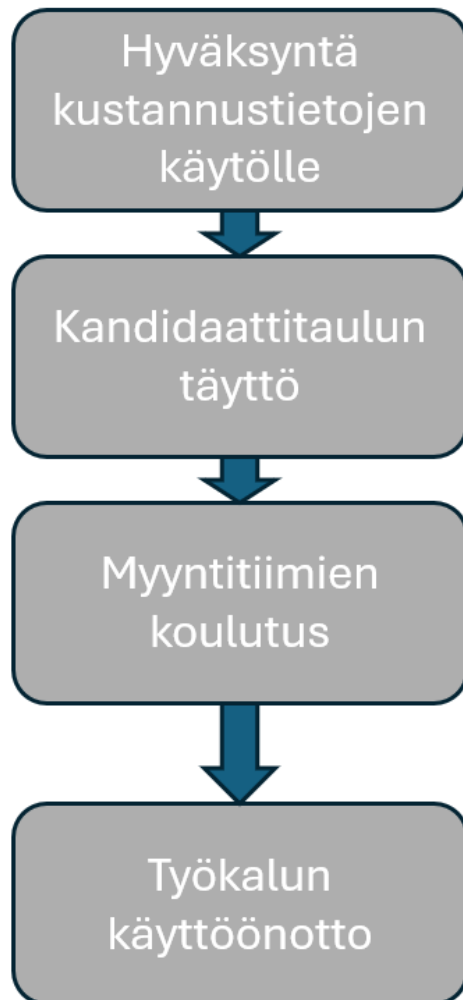 Hyväksyntä
kustannustietojen
käytölle
Kandidaattitaulun
täyttö
Myyntitiimien
koulutus
Työkalun
käyttöönotto